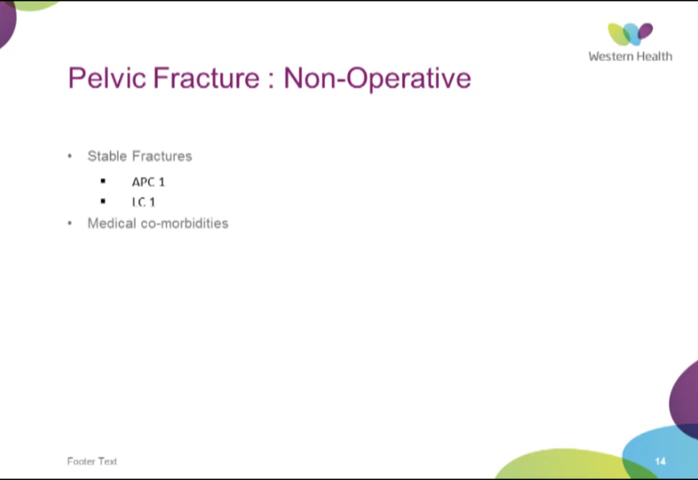 Western Health
Pelvic Fracture : Non-Operative
• Stable Fractures
▪ APC 1
▪ LC 1
• Medical co-morbidities
Footer Text
14